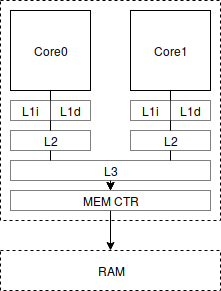 Core0 Core1
L1i L1d L1i L1d
L2 L2
L3
MEM CTR
RAM